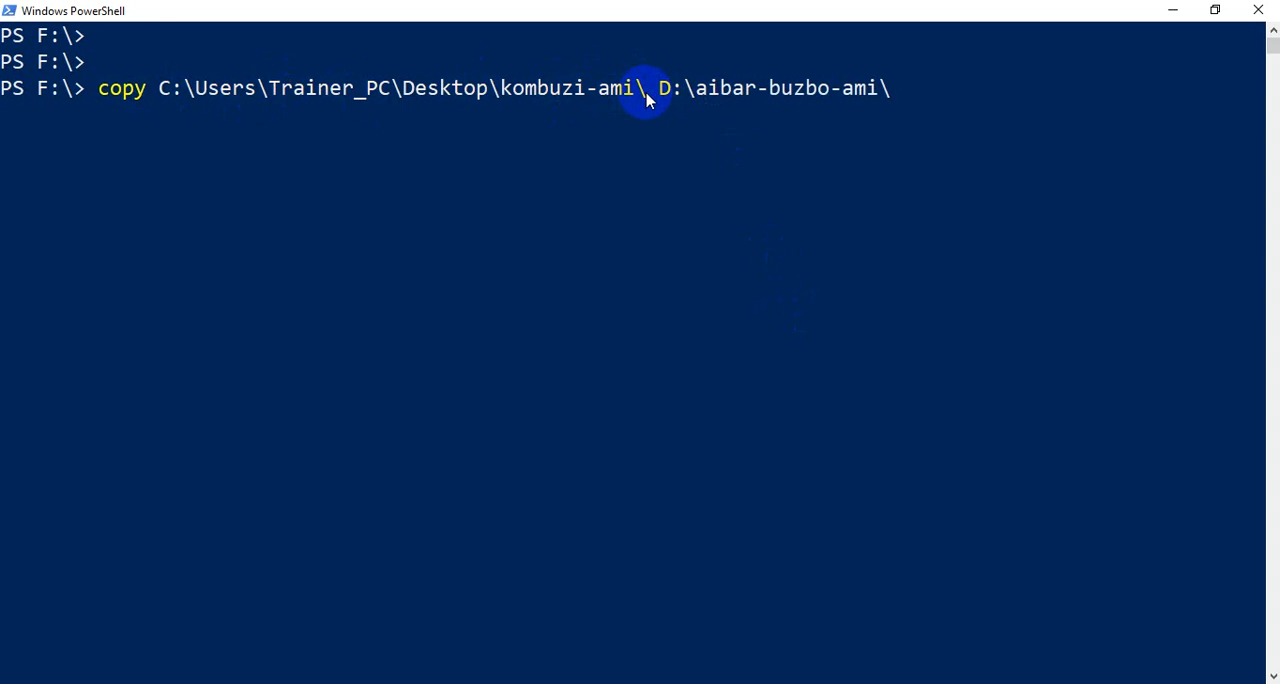 Windows PowerShell
PS F:\>
PS F:\>
PS F:\> copy C:\Users\Trainer_PC\Desktop\kombuzi-ami\ D:\aibar-buzbo-ami\